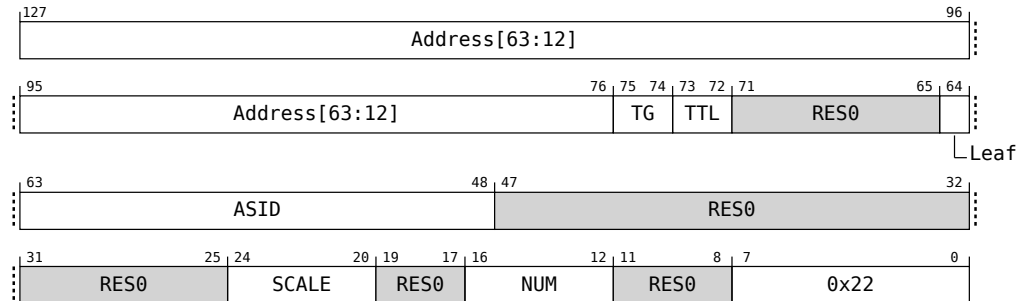 127 96
Address[63:12]
95 76 75 74 73 72 71 65 64
Address[63:12] TG TTL RES0
Leaf
63 48 47 32
ASID RES0
31 25 24 20 19 17 16 12 11 8 7 0
RES0 SCALE RES0 NUM RES0 0x22